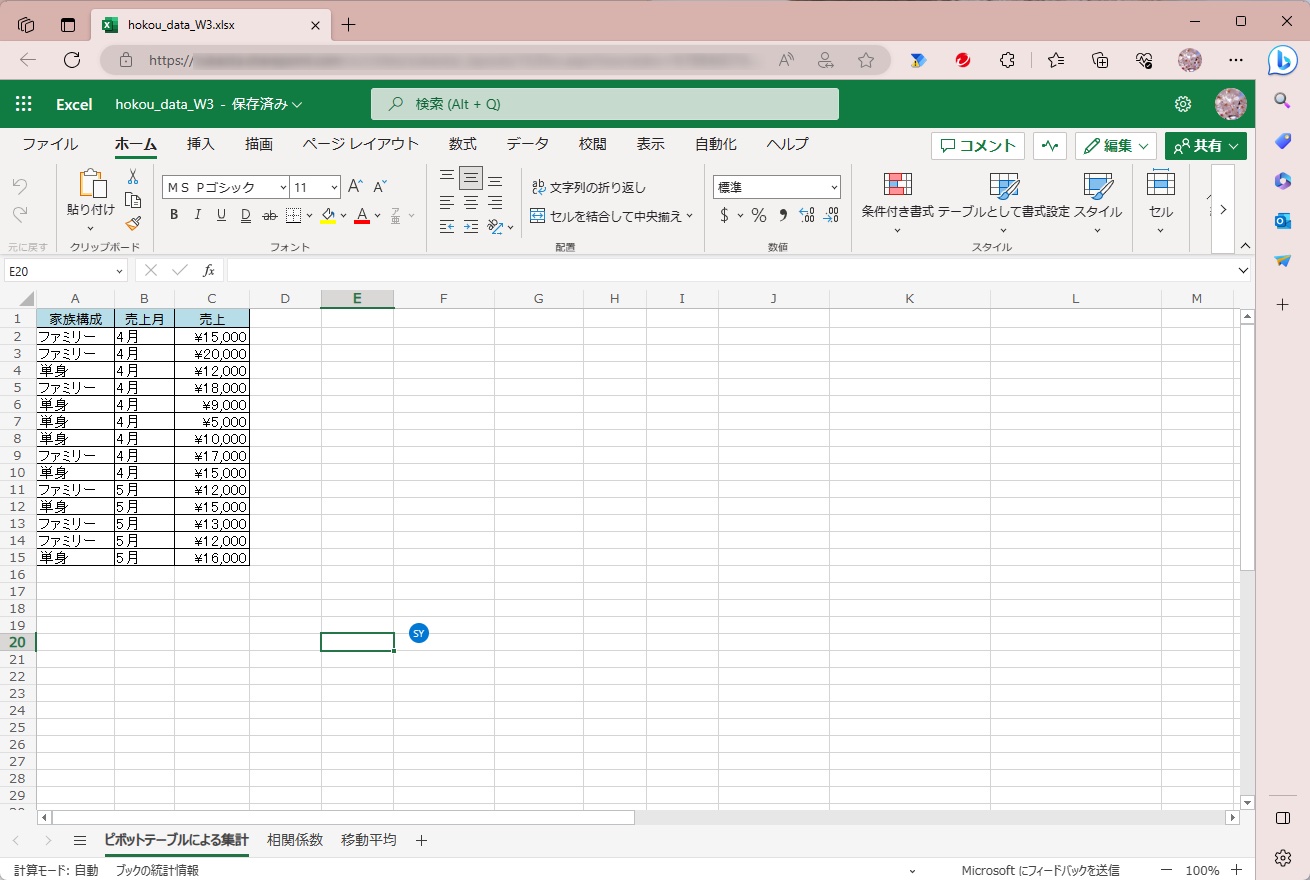 hokou_data_W3.xlsx
https://
Excel
hokou_data_W3 - 保存済み
検索 (Alt + Q)
ファイル ホーム 挿入 描画 ページ レイアウト 数式 データ 校閲 表示 自動化 ヘルプ
コメント 編集 共有
貼り付け
ＭＳ Ｐゴシック 11
B I U D ab
文字列の折り返し
セルを結合して中央揃え
標準
$ % 9
条件付き書式 テーブルとして書式設定 スタイル セル
元に戻す クリップボード フォント 配置 数値 スタイル
E20 fx
A B C D E F G H I J K L M
1 家族構成 売上月 売上
2 ファミリー 4月 ¥15,000
3 ファミリー 4月 ¥20,000
4 単身 4月 ¥12,000
5 ファミリー 4月 ¥18,000
6 単身 4月 ¥9,000
7 単身 4月 ¥5,000
8 単身 4月 ¥10,000
9 ファミリー 4月 ¥17,000
10 単身 4月 ¥15,000
11 ファミリー 5月 ¥12,000
12 単身 5月 ¥15,000
13 ファミリー 5月 ¥13,000
14 ファミリー 5月 ¥12,000
15 単身 5月 ¥16,000
16
17
18
19
SY
20
21
22
23
24
25
26
27
28
29
ピボットテーブルによる集計 相関係数 移動平均
計算モード: 自動 ブックの統計情報 Microsoft にフィードバックを送信 100%